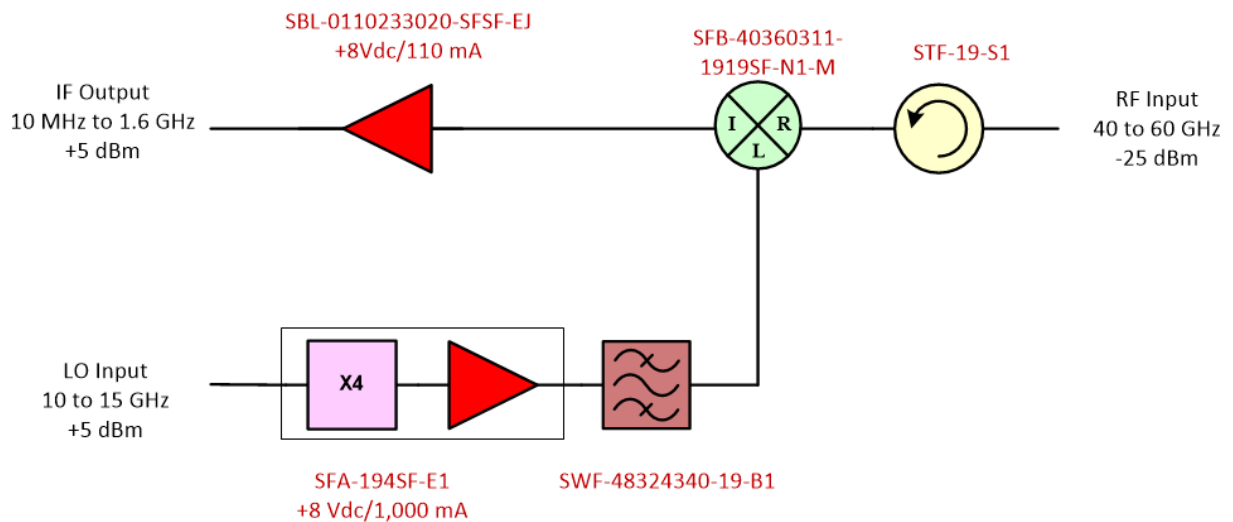 SBL-0110233020-SFSF-EJ
+8Vdc/110 mA
SFB-40360311-
1919SF-N1-M
STF-19-S1
IF Output
10 MHz to 1.6 GHz
+5 dBm
I
R
L
RF Input
40 to 60 GHz
-25 dBm
LO Input
10 to 15 GHz
+5 dBm
X4
SFA-194SF-E1
+8 Vdc/1,000 mA
SWF-48324340-19-B1